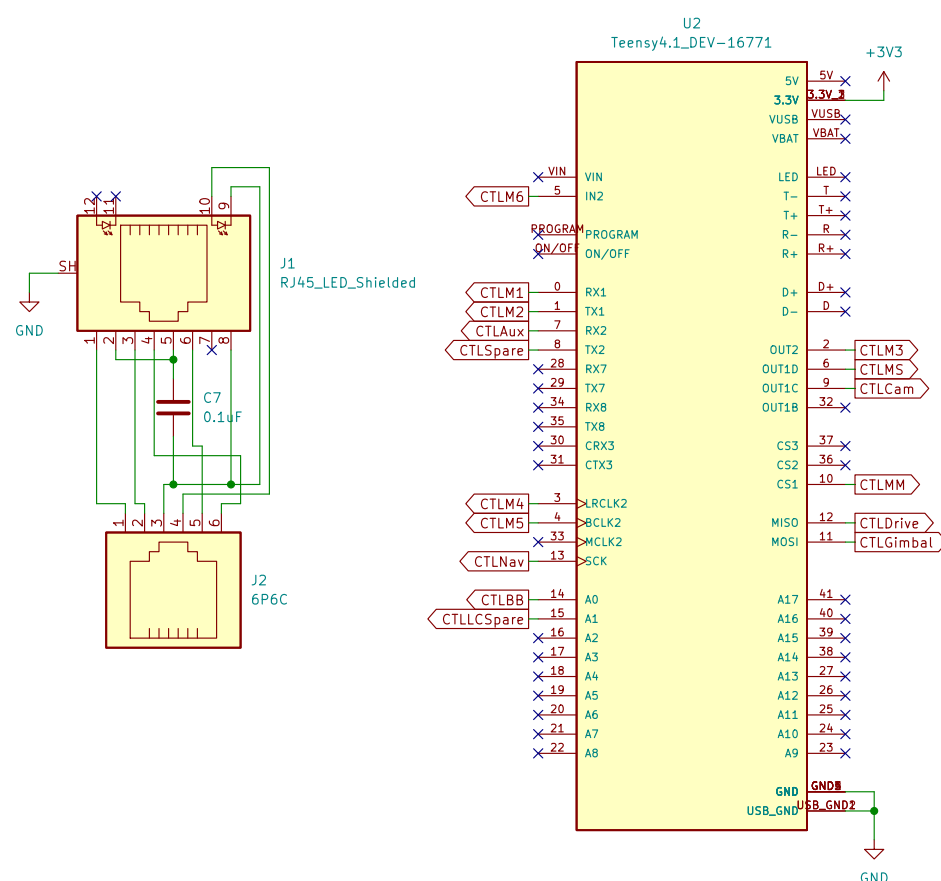 U2
Teensy4.1_DEV-16771
+3V3
5V 5V
3.3V
VUSB VUSB
VBAT VBAT
VIN VIN LED LED
CTLM6 5 IN2 T- T
T+ T+
PROGRAM PROGRAM R- R
ON/OFF ON/OFF R+ R+
CTLM1 0 RX1 D+ D+
CTLM2 1 TX1 D- D
CTLAux 7 RX2
CTLSpare 8 TX2 OUT2 2 CTLM3
28 RX7 OUT1D 6 CTLMS
29 TX7 OUT1C 9 CTLCam
34 RX8 OUT1B 32
35 TX8
30 CRX3 CS3 37
31 CTX3 CS2 36
CS1 10 CTLMM
CTLM4 3 LRCLK2
CTLM5 4 BCLK2 MISO 12 CTLDrive
33 MCLK2 MOSI 11 CTLGimbal
CTLNav 13 SCK
CTLBB 14 A0 A17 41
CTLLCSpare 15 A1 A16 40
16 A2 A15 39
17 A3 A14 38
18 A4 A13 27
19 A5 A12 26
20 A6 A11 25
21 A7 A10 24
22 A8 A9 23
GND
USB_GND
GND
12 11 10 9
SH
GND
J1
RJ45_LED_Shielded
1 2 3 4 5 6 7 8
C7
0.1uF
1 2 3 4 5 6
J2
6P6C